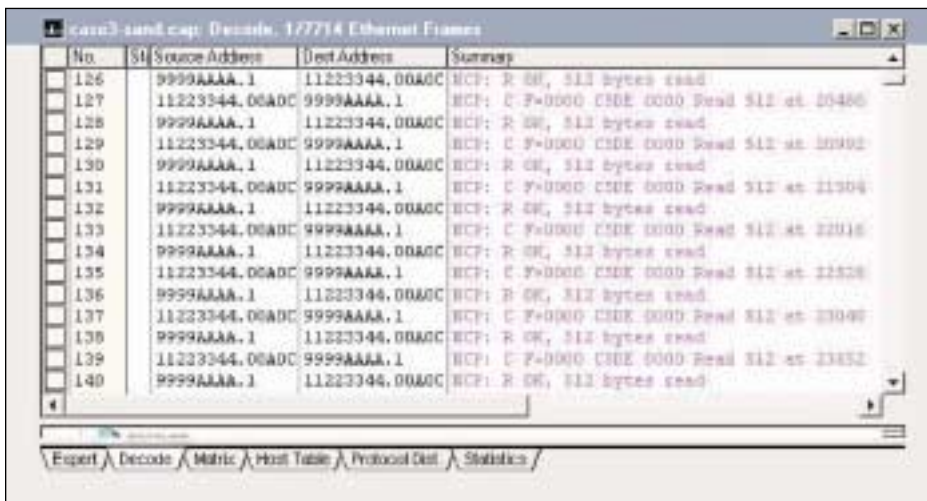 case3-sand.cap: Decode, 177714 Ethernet Frames
No. St Source Address Dest Address Summary
126 9999AAAA.1 11223344.00A0C NCP: R OK, 512 bytes read
127 11223344.00A0C 9999AAAA.1 NCP: C F=0000 C5DE 0000 Read 512 at 20480
128 9999AAAA.1 11223344.00A0C NCP: R OK, 512 bytes read
129 11223344.00A0C 9999AAAA.1 NCP: C F=0000 C5DE 0000 Read 512 at 20992
130 9999AAAA.1 11223344.00A0C NCP: R OK, 512 bytes read
131 11223344.00A0C 9999AAAA.1 NCP: C F=0000 C5DE 0000 Read 512 at 21504
132 9999AAAA.1 11223344.00A0C NCP: R OK, 512 bytes read
133 11223344.00A0C 9999AAAA.1 NCP: C F=0000 C5DE 0000 Read 512 at 22016
134 9999AAAA.1 11223344.00A0C NCP: R OK, 512 bytes read
135 11223344.00A0C 9999AAAA.1 NCP: C F=0000 C5DE 0000 Read 512 at 22528
136 9999AAAA.1 11223344.00A0C NCP: R OK, 512 bytes read
137 11223344.00A0C 9999AAAA.1 NCP: C F=0000 C5DE 0000 Read 512 at 23040
138 9999AAAA.1 11223344.00A0C NCP: R OK, 512 bytes read
139 11223344.00A0C 9999AAAA.1 NCP: C F=0000 C5DE 0000 Read 512 at 23552
140 9999AAAA.1 11223344.00A0C NCP: R OK, 512 bytes read
Expert Decode Matrix Host Table Protocol Dist. Statistics